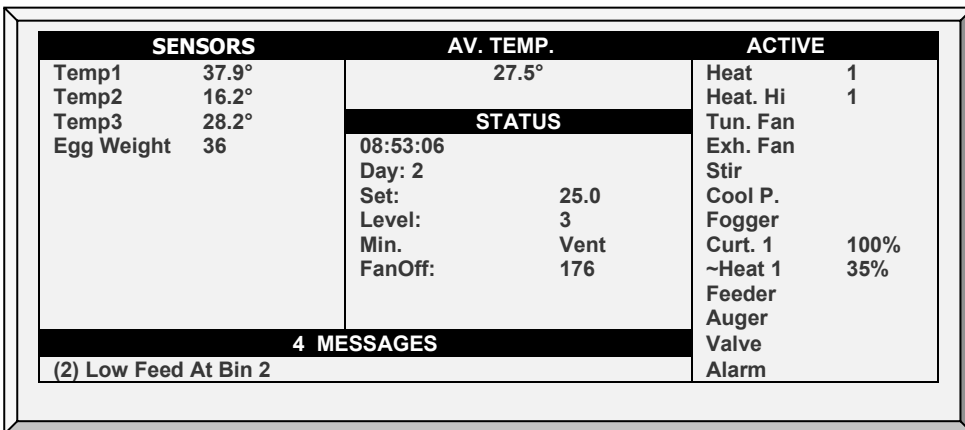 SENSORS
Temp1 37.9°
Temp2 16.2°
Temp3 28.2°
Egg Weight 36
AV. TEMP.
27.5°
STATUS
08:53:06
Day: 2
Set: 25.0
Level: 3
Min. Vent
FanOff: 176
ACTIVE
Heat 1
Heat. Hi 1
Tun. Fan
Exh. Fan
Stir
Cool P.
Fogger
Curt. 1 100%
~Heat 1 35%
Feeder
Auger
Valve
Alarm
4 MESSAGES
(2) Low Feed At Bin 2